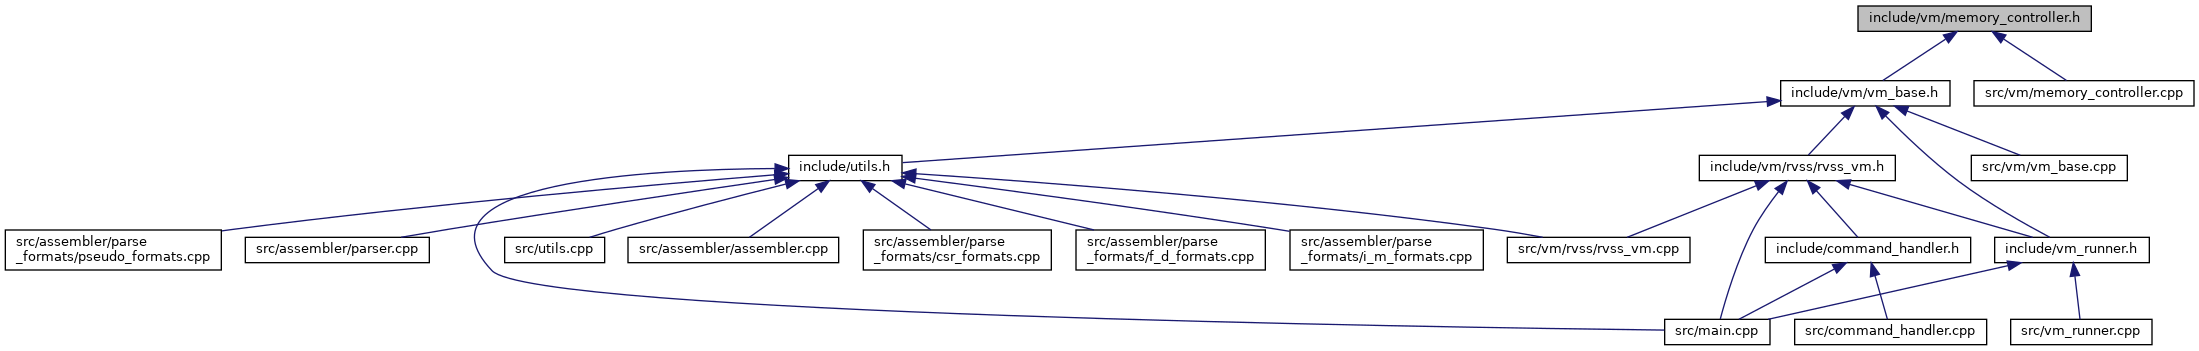 include/vm/memory_controller.h
include/vm/vm_base.h
src/vm/memory_controller.cpp
include/utils.h
include/vm/rvss/rvss_vm.h
src/vm/vm_base.cpp
src/assembler/parse
_formats/pseudo_formats.cpp
src/assembler/parser.cpp
src/utils.cpp
src/assembler/assembler.cpp
src/assembler/parse
_formats/csr_formats.cpp
src/assembler/parse
_formats/f_d_formats.cpp
src/assembler/parse
_formats/i_m_formats.cpp
src/vm/rvss/rvss_vm.cpp
include/command_handler.h
include/vm_runner.h
src/main.cpp
src/command_handler.cpp
src/vm_runner.cpp